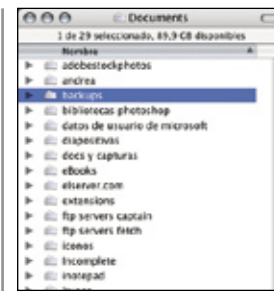 Documents
1 de 29 seleccionado, 89,9 GB disponibles
Nombre
adobestockphotos
andrea
backups
bibliotecas photoshop
datos de usuario de microsoft
diapositivas
docs y capturas
eBooks
elserver.com
extensions
ftp servers captain
ftp servers fetch
iconos
Incomplete
inotepad